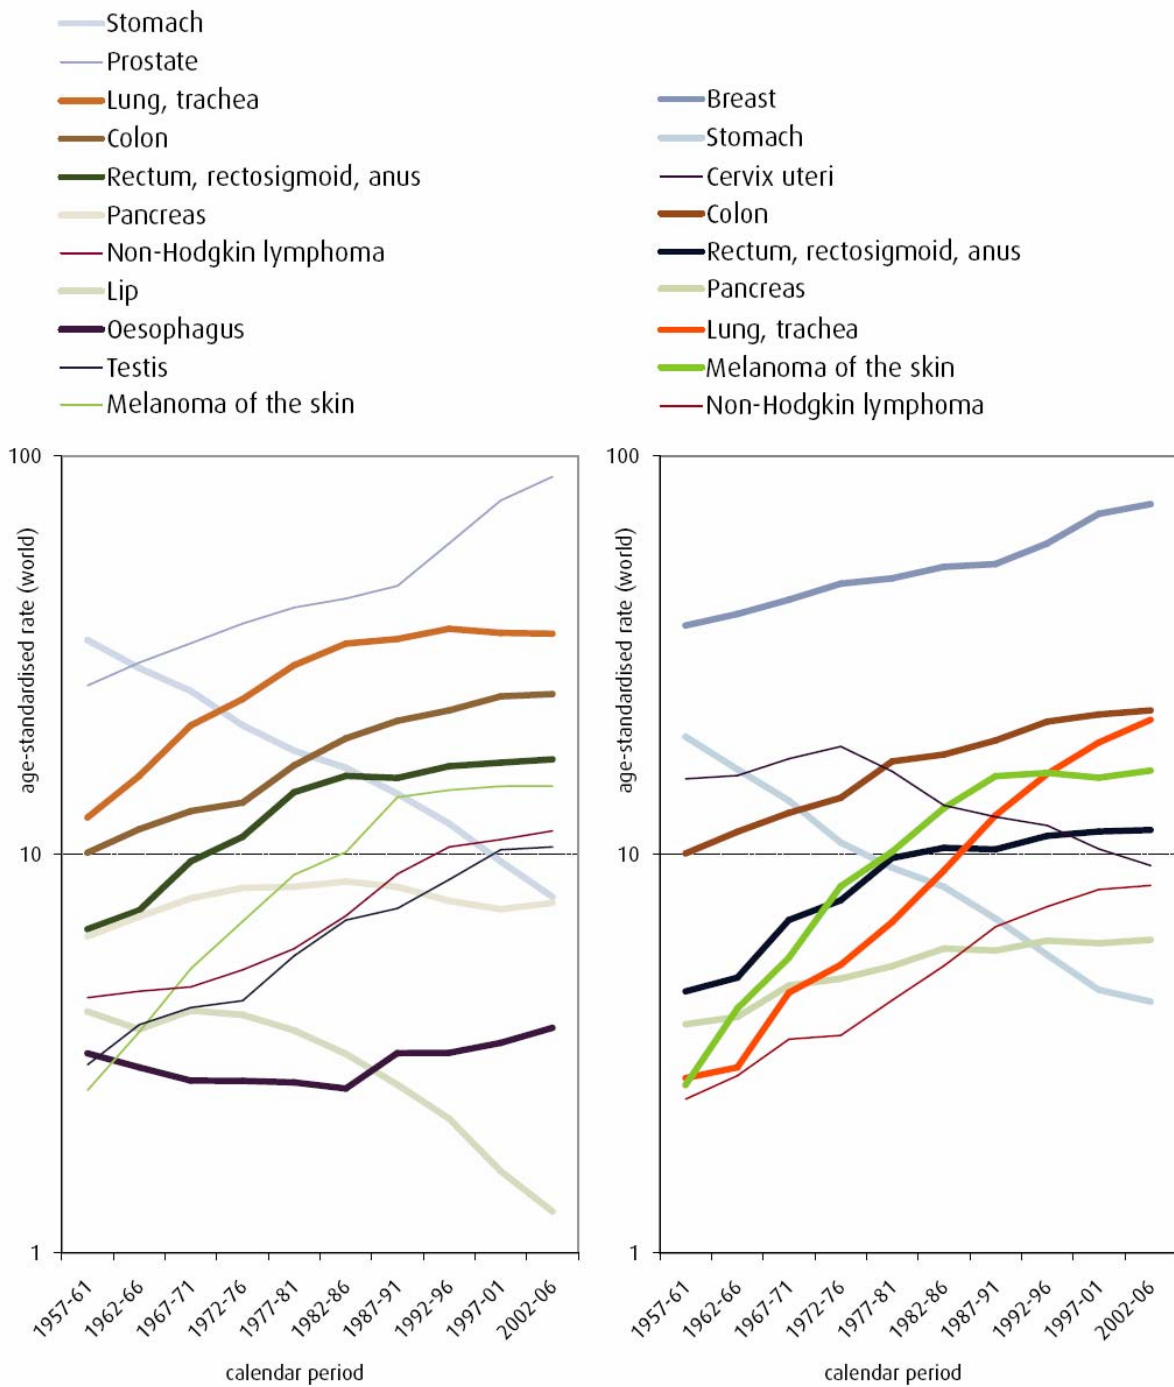 Stomach
Prostate
Lung, trachea
Colon
Rectum, rectosigmoid, anus
Pancreas
Non-Hodgkin lymphoma
Lip
Oesophagus
Testis
Melanoma of the skin
100
age-standardised rate (world)
10
1
1957-61
1962-66
1967-71
1972-76
1977-81
1982-86
1987-91
1992-96
1997-01
2002-06
calendar period
Breast
Stomach
Cervix uteri
Colon
Rectum, rectosigmoid, anus
Pancreas
Lung, trachea
Melanoma of the skin
Non-Hodgkin lymphoma
100
age-standardised rate (world)
10
1
1957-61
1962-66
1967-71
1972-76
1977-81
1982-86
1987-91
1992-96
1997-01
2002-06
calendar period